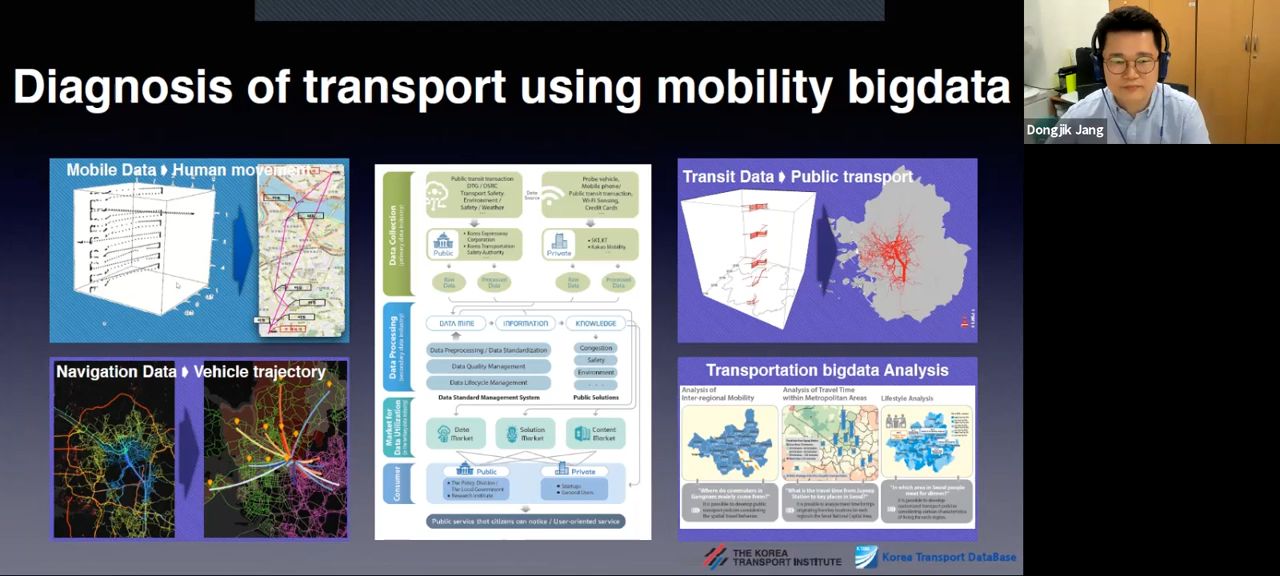 Diagnosis of transport using mobility bigdata
Dongjik Jang
Mobile Data Human movement
Navigation Data Vehicle trajectory
Data Collection
Public transit transaction
DTG / DSRC
Transport Safety
Environment /
Safety / Weather
Data
Source
Probe vehicle,
Mobile phone/
Public transit transaction,
Wi-Fi Sensing,
Credit Cards
Public
• Korea Expressway
Corporation
• Korea Transportation
Safety Authority
Private
• SKT, KT
• Kakao Mobility
Raw
Data
Processed
Data
Raw
Data
Processed
Data
Data Processing
DATA MINE
INFORMATION
KNOWLEDGE
Data Preprocessing / Data Standardization
Data Quality Management
Data Lifecycle Management
Congestion
Safety
Environment
Data Standard Management System
Public Solutions
Market for
Data Utilization
Data
Market
Solution
Market
Content
Market
Consumer
Public
• The Policy Division /
The Local Government
• Research Institute
Private
• Startups
• General Users
Public service that citizens can notice / User-oriented service
Transit Data Public transport
Transportation bigdata Analysis
Analysis of
Inter-regional Mobility
Analysis of Travel Time
within Metropolitan Areas
Lifestyle Analysis
"Where do commuters in
Gangnam mainly come from?"
"What is the travel time from
Station to key places in Seoul?"
"In which area in Seoul people
meet for dinner?"
THE KOREA
TRANSPORT INSTITUTE
Korea Transport DataBase